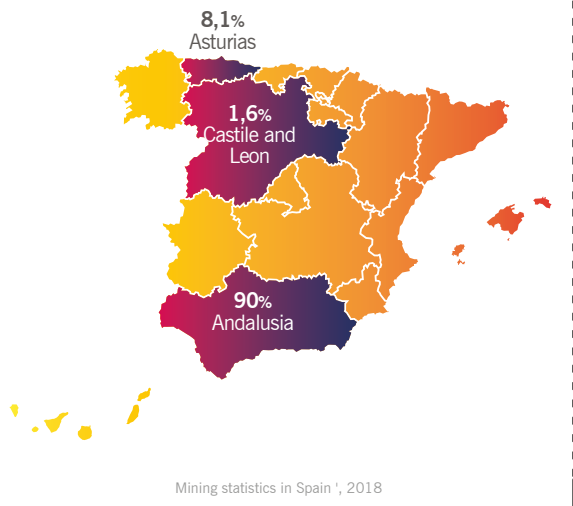 8,1%
Asturias
1,6%
Castile and
Leon
90%
Andalusia
Mining statistics in Spain ', 2018